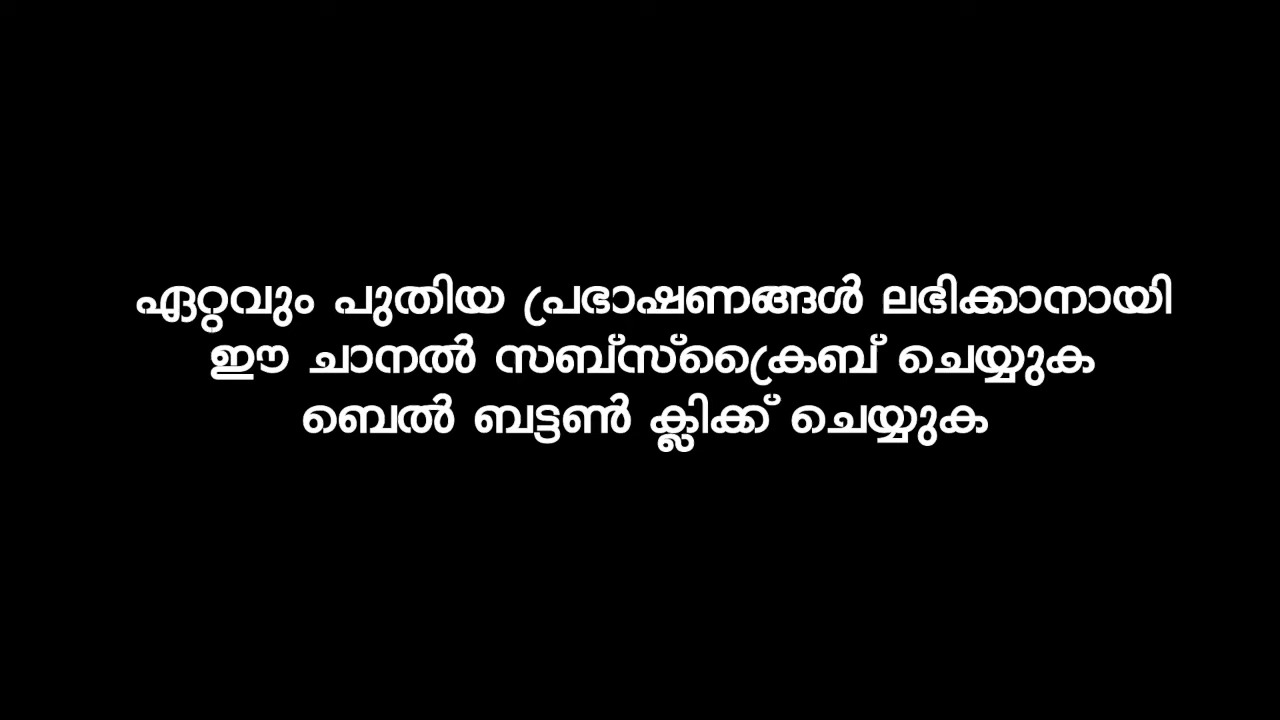 ഏറ്റവും പുതിയ പ്രഭാഷണങ്ങൾ ലഭിക്കാനായി
ഈ ചാനൽ സബ്സ്ക്രൈബ് ചെയ്യുക
ബെൽ ബട്ടൺ ക്ലിക്ക് ചെയ്യുക